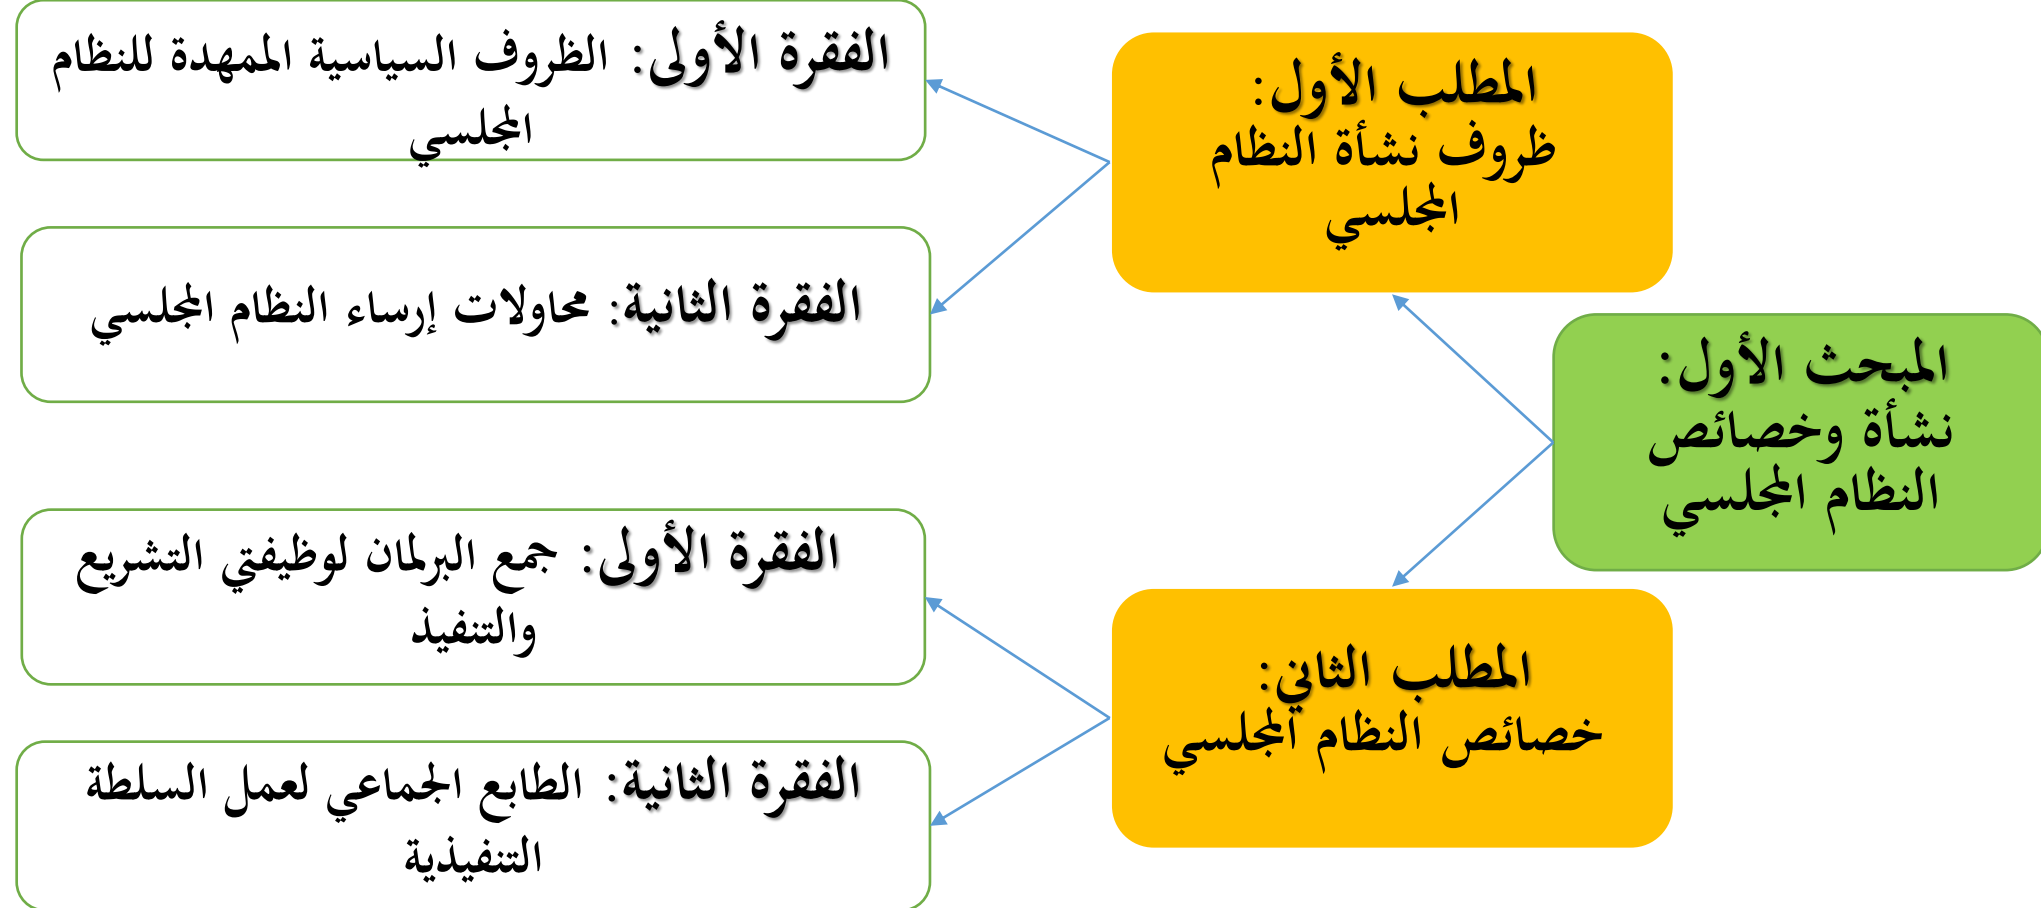 المبحث الأول:
نشأة وخصائص
النظام المجلسي
المطلب الأول:
ظروف نشأة النظام
المجلسي
الفقرة الأولى: الظروف السياسية الممهدة للنظام
المجلسي
الفقرة الثانية: محاولات إرساء النظام المجلسي
المطلب الثاني:
خصائص النظام المجلسي
الفقرة الأولى: جمع البرلمان لوظيفتي التشريع
والتنفيذ
الفقرة الثانية: الطابع الجماعي لعمل السلطة
التنفيذية